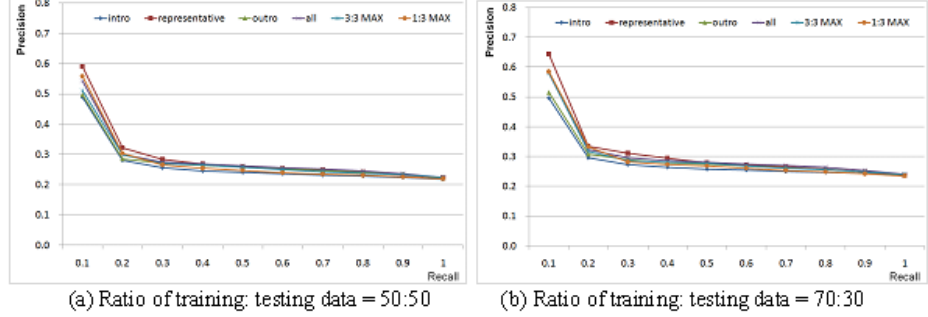 Precision
intro representative outro all 3:3 MAX 1:3 MAX
0.8
0.7
0.6
0.5
0.4
0.3
0.2
0.1
0.0
0.1 0.2 0.3 0.4 0.5 0.6 0.7 0.8 0.9 1
Recall
(a) Ratio of training: testing data = 50:50
Precision
intro representative outro all 3:3 MAX 1:3 MAX
0.8
0.7
0.6
0.5
0.4
0.3
0.2
0.1
0.0
0.1 0.2 0.3 0.4 0.5 0.6 0.7 0.8 0.9 1
Recall
(b) Ratio of training: testing data = 70:30